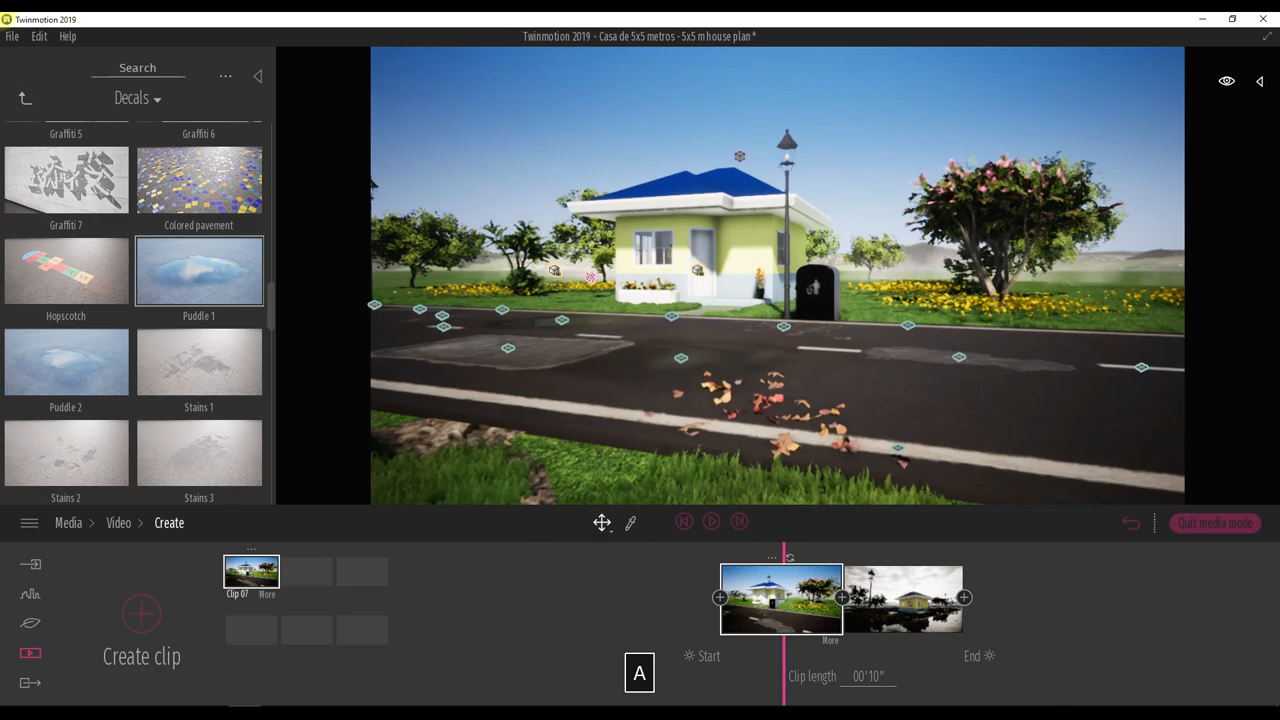 Twinmotion 2019
File Edit Help
Twinmotion 2019 - Casa de 5x5 metros - 5x5 m house plan*
Search
...
Decals
Graffiti 5 Graffiti 6
Graffiti 7 Colored pavement
Hopscotch Puddle 1
Puddle 2 Stains 1
Stains 2 Stains 3
Media > Video > Create
Quit media mode
Clip 07 More
Create clip
More
Start
End
Clip length 00'10"
A